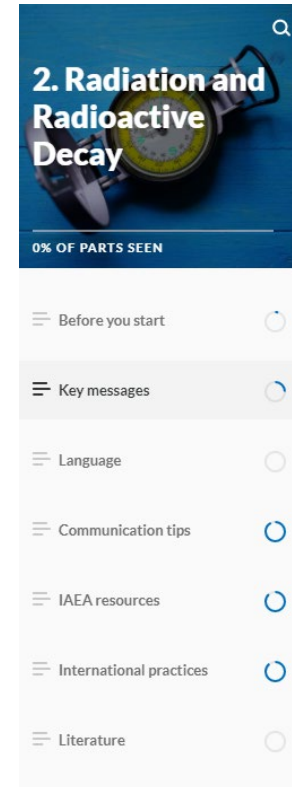 2. Radiation and
Radioactive
Decay
0% OF PARTS SEEN
Before you start
Key messages
Language
Communication tips
IAEA resources
International practices
Literature